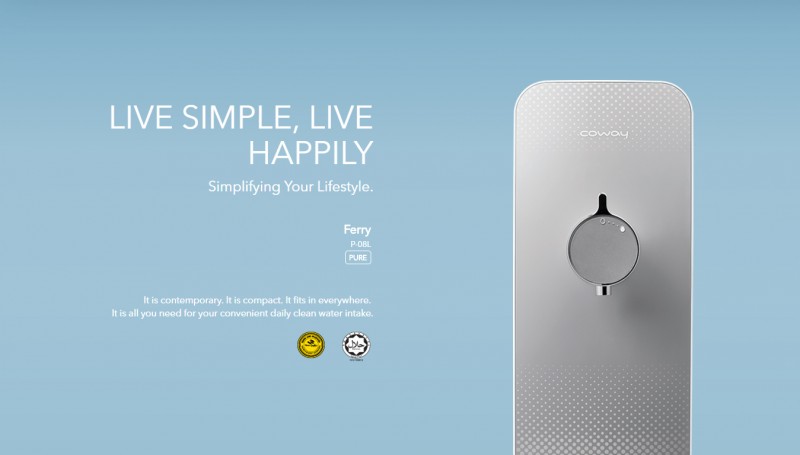 LIVE SIMPLE, LIVE
HAPPILY
Simplifying Your Lifestyle.
Ferry
P-08L
PURE
It is contemporary. It is compact. It fits in everywhere.
It is all you need for your convenient daily clean water intake.
coway
حلال